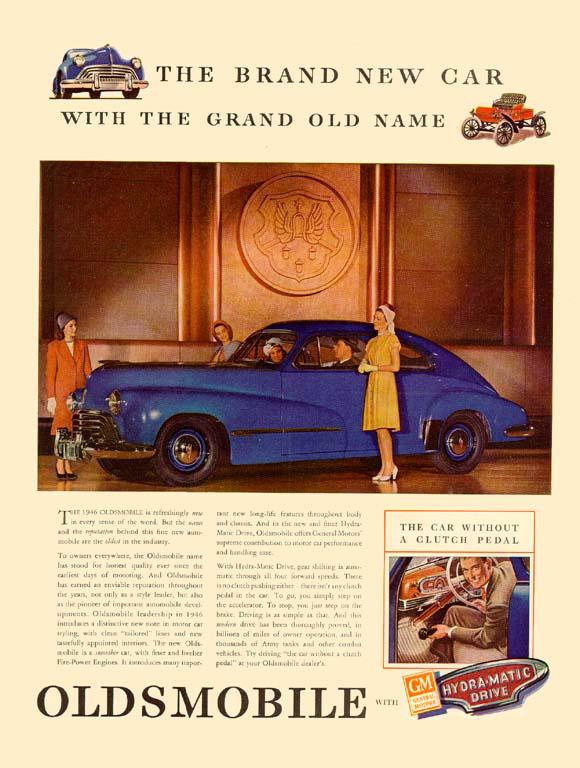 THE BRAND NEW CAR
WITH THE GRAND OLD NAME
THE 1946 OLDSMOBILE is refreshingly new
in every sense of the word. But the name
and the reputation behind this fine new auto-
mobile are the oldest in the industry.
To owners everywhere, the Oldsmobile name
has stood for honest quality ever since the
earliest days of motoring. And Oldsmobile
has earned an enviable reputation throughout
the years, not only as a style leader, but also
as the pioneer of important automobile devel-
opments. Oldsmobile leadership in 1946
introduces a distinctive new note in motor car
styling, with clean "tailored" lines and new
tastefully appointed interiors. The new Olds-
mobile is a smoother car, with finer and livelier
Fire-Power Engines. It introduces many impor-
tant new long-life features throughout body
and chassis. And in the new and finer Hydra-
Matic Drive, Oldsmobile offers General Motors'
supreme contribution to motor car performance
and handling ease.
With Hydra-Matic Drive, gear shifting is auto-
matic through all four forward speeds. There
is no clutch pushing either—there isn't any clutch
pedal in the car. To go, you simply step on
the accelerator. To stop, you just step on the
brake. Driving is as simple as that. And this
modern drive has been thoroughly proved, in
billions of miles of owner operation, and in
thousands of Army tanks and other combat
vehicles. Try driving "the car without a clutch
pedal" at your Oldsmobile dealer's.
THE CAR WITHOUT
A CLUTCH PEDAL
OLDSMOBILE WITH
GM
GENERAL
MOTORS
HYDRA-MATIC
DRIVE